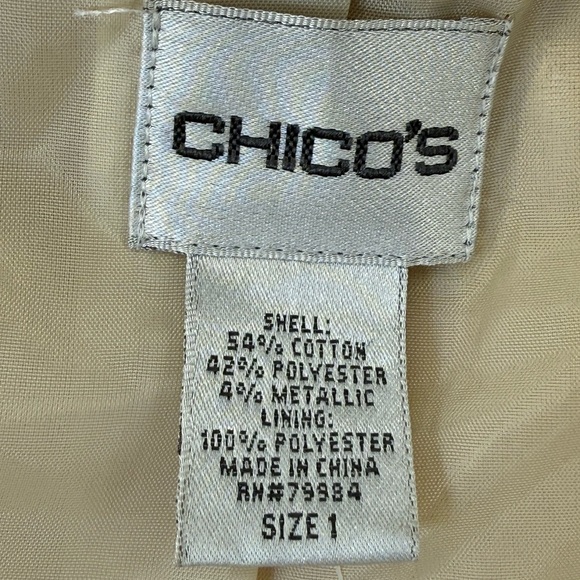 CHICO'S
SHELL:
54% COTTON
42% POLYESTER
4% METALLIC
LINING:
100% POLYESTER
MADE IN CHINA
RN#79984
SIZE 1